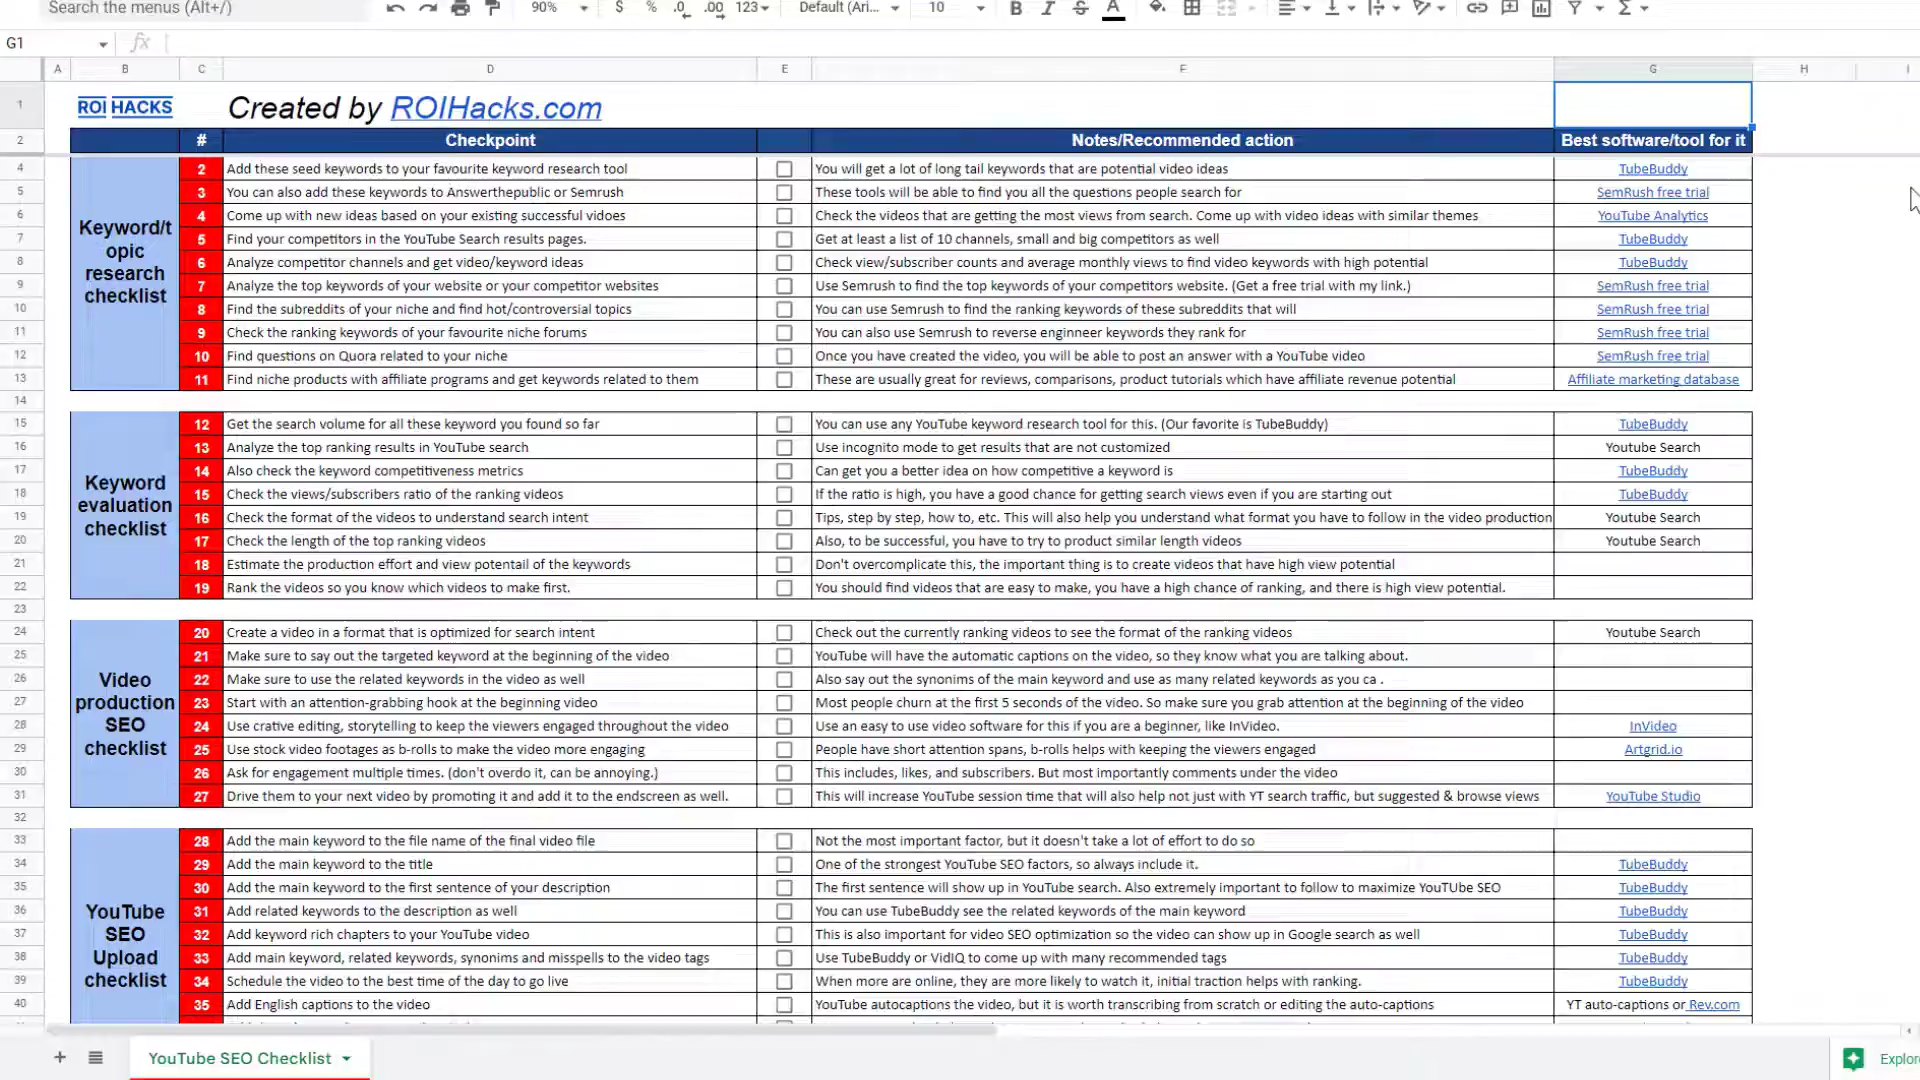 Search the menus (Alt+/)
90% $ % .0 .00 123 Default (Ari... 10 B I S A
G1 fx
A B C D E F G H I
1 ROI HACKS Created by ROIHacks.com
2 # Checkpoint Notes/Recommended action Best software/tool for it
Keyword/topic research checklist
4 2 Add these seed keywords to your favourite keyword research tool You will get a lot of long tail keywords that are potential video ideas TubeBuddy
5 3 You can also add these keywords to Answerthepublic or Semrush These tools will be able to find you all the questions people search for SemRush free trial
6 4 Come up with new ideas based on your existing successful vidoes Check the videos that are getting the most views from search. Come up with video ideas with similar themes YouTube Analytics
7 5 Find your competitors in the YouTube Search results pages. Get at least a list of 10 channels, small and big competitors as well TubeBuddy
8 6 Analyze competitor channels and get video/keyword ideas Check view/subscriber counts and average monthly views to find video keywords with high potential TubeBuddy
9 7 Analyze the top keywords of your website or your competitor websites Use Semrush to find the top keywords of your competitors website. (Get a free trial with my link.) SemRush free trial
10 8 Find the subreddits of your niche and find hot/controversial topics You can use Semrush to find the ranking keywords of these subreddits that will SemRush free trial
11 9 Check the ranking keywords of your favourite niche forums You can also use Semrush to reverse enginneer keywords they rank for SemRush free trial
12 10 Find questions on Quora related to your niche Once you have created the video, you will be able to post an answer with a YouTube video SemRush free trial
13 11 Find niche products with affiliate programs and get keywords related to them These are usually great for reviews, comparisons, product tutorials which have affiliate revenue potential Affiliate marketing database
14
Keyword evaluation checklist
15 12 Get the search volume for all these keyword you found so far You can use any YouTube keyword research tool for this. (Our favorite is TubeBuddy) TubeBuddy
16 13 Analyze the top ranking results in YouTube search Use incognito mode to get results that are not customized Youtube Search
17 14 Also check the keyword competitiveness metrics Can get you a better idea on how competitive a keyword is TubeBuddy
18 15 Check the views/subscribers ratio of the ranking videos If the ratio is high, you have a good chance for getting search views even if you are starting out TubeBuddy
19 16 Check the format of the videos to understand search intent Tips, step by step, how to, etc. This will also help you understand what format you have to follow in the video production Youtube Search
20 17 Check the length of the top ranking videos Also, to be successful, you have to try to product similar length videos Youtube Search
21 18 Estimate the production effort and view potentail of the keywords Don't overcomplicate this, the important thing is to create videos that have high view potential
22 19 Rank the videos so you know which videos to make first. You should find videos that are easy to make, you have a high chance of ranking, and there is high view potential.
23
Video production SEO checklist
24 20 Create a video in a format that is optimized for search intent Check out the currently ranking videos to see the format of the ranking videos Youtube Search
25 21 Make sure to say out the targeted keyword at the beginning of the video YouTube will have the automatic captions on the video, so they know what you are talking about.
26 22 Make sure to use the related keywords in the video as well Also say out the synonyms of the main keyword and use as many related keywords as you ca .
27 23 Start with an attention-grabbing hook at the beginning video Most people churn at the first 5 seconds of the video. So make sure you grab attention at the beginning of the video
28 24 Use crative editing, storytelling to keep the viewers engaged throughout the video Use an easy to use video software for this if you are a beginner, like InVideo. InVideo
29 25 Use stock video footages as b-rolls to make the video more engaging People have short attention spans, b-rolls helps with keeping the viewers engaged Artgrid.io
30 26 Ask for engagement multiple times. (don't overdo it, can be annoying.) This includes, likes, and subscribers. But most importantly comments under the video
31 27 Drive them to your next video by promoting it and add it to the endscreen as well. This will increase YouTube session time that will also help not just with YT search traffic, but suggested & browse views YouTube Studio
32
YouTube SEO Upload checklist
33 28 Add the main keyword to the file name of the final video file Not the most important factor, but it doesn't take a lot of effort to do so
34 29 Add the main keyword to the title One of the strongest YouTube SEO factors, so always include it. TubeBuddy
35 30 Add the main keyword to the first sentence of your description The first sentence will show up in YouTube search. Also extremely important to follow to maximize YouTUBe SEO TubeBuddy
36 31 Add related keywords to the description as well You can use TubeBuddy see the related keywords of the main keyword TubeBuddy
37 32 Add keyword rich chapters to your YouTube video This is also important for video SEO optimization so the video can show up in Google search as well TubeBuddy
38 33 Add main keyword, related keywords, synonyms and misspells to the video tags Use TubeBuddy or VidIQ to come up with many recommended tags TubeBuddy
39 34 Schedule the video to the best time of the day to go live When more are online, they are more likely to watch it, initial traction helps with ranking. TubeBuddy
40 35 Add English captions to the video YouTube autocaptions the video, but it is worth transcribing from scratch or editing the auto-captions YT auto-captions or Rev.com
YouTube SEO Checklist
Explore